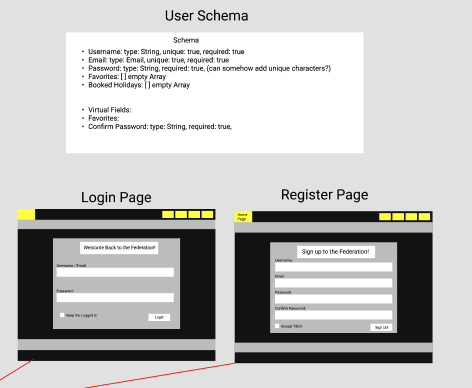 User Schema
Schema
• Username: type: String, unique: true, required: true
• Email: type: Email, unique: true, required: true
• Password: type: String, required: true, (can somehow add unique characters?)
• Favorites: [ ] empty Array
• Booked Holidays: [ ] empty Array
• Virtual Fields:
• Favorites:
• Confirm Password: type: String, required: true,
Login Page
Welcome Back to the Federation!
Username / Email:
Password:
Keep Me Logged In
Login
Register Page
Home
Page
Sign up to the Federation!
Username:
Email:
Password:
Confirm Password:
Accept T&Cs
Sign Up!